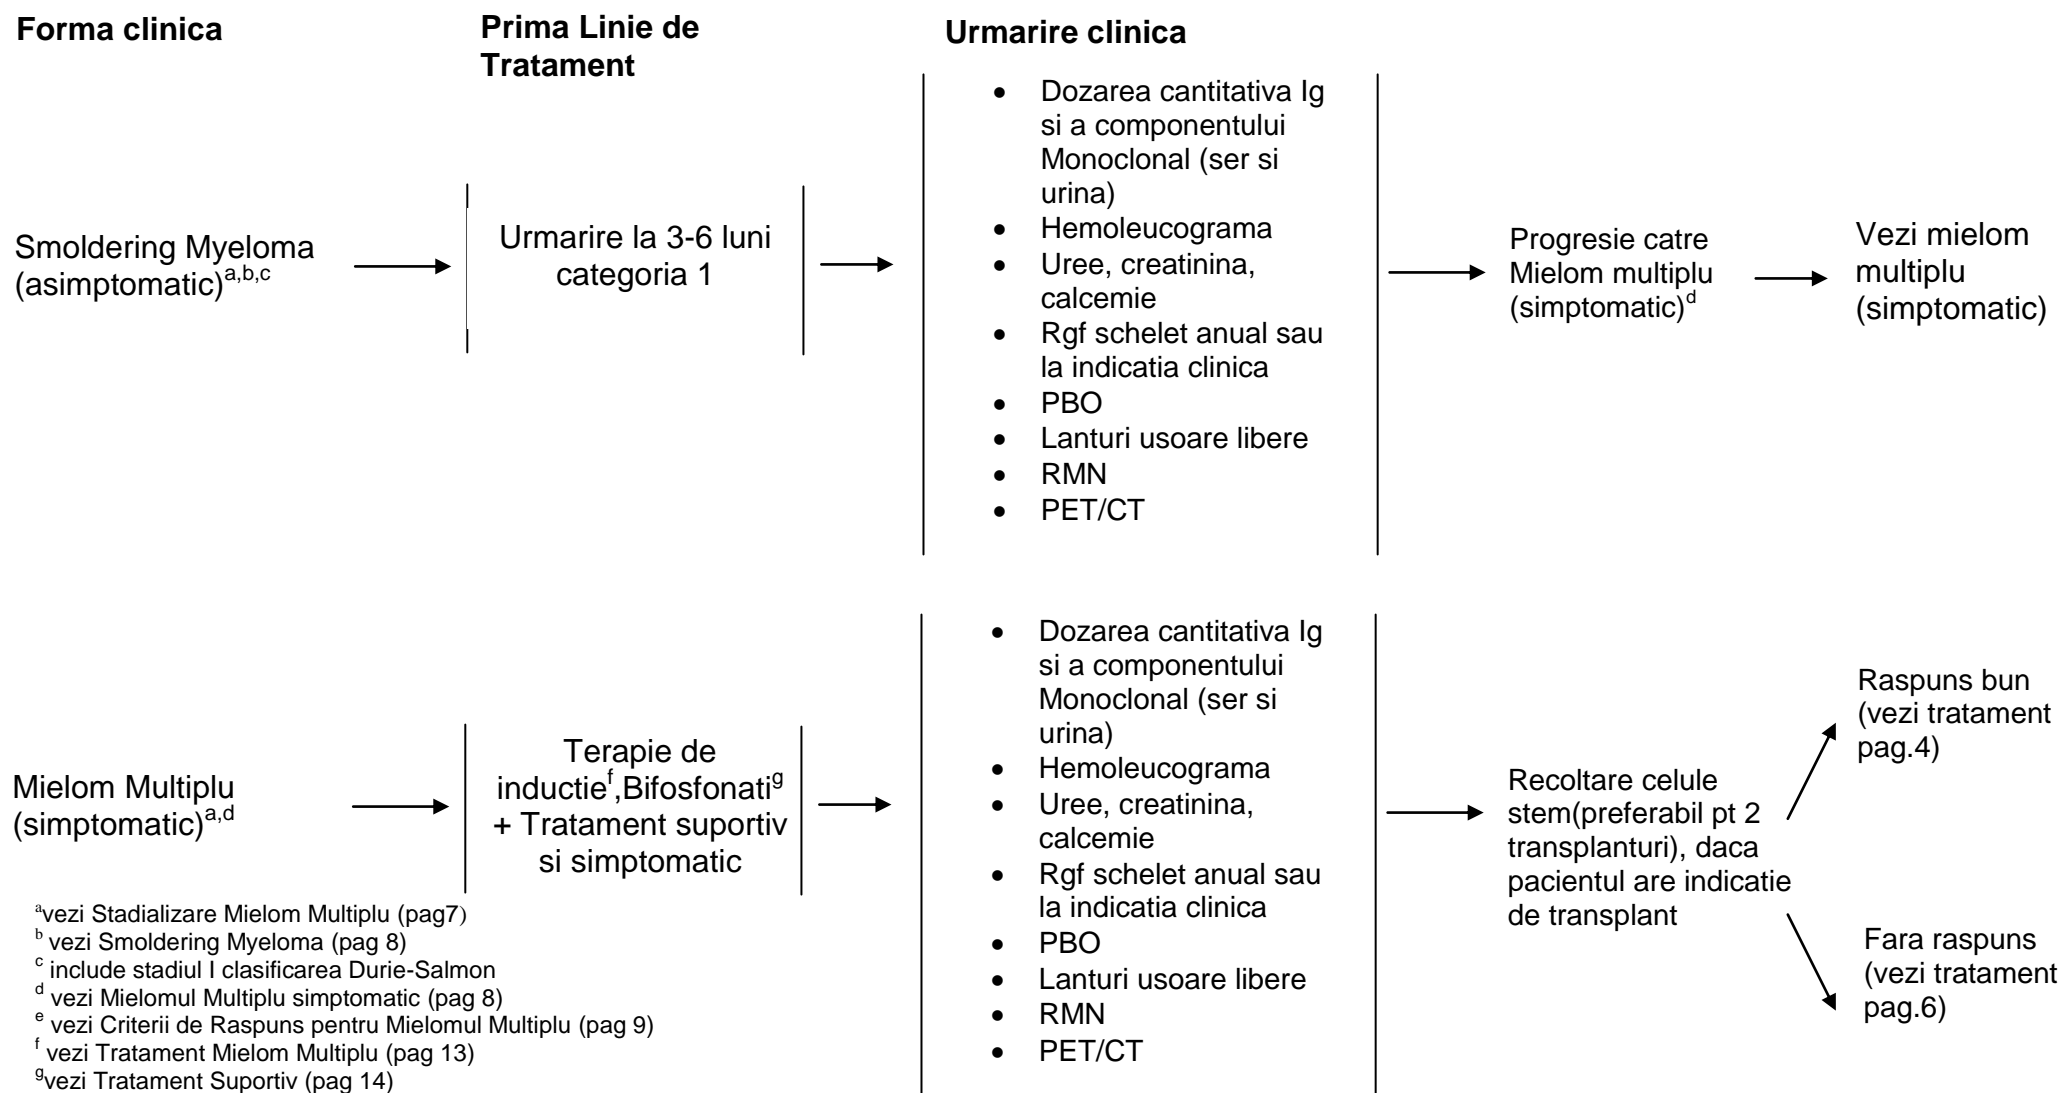 Forma clinica
Prima Linie de
Tratament
Urmarire clinica
Smoldering Myeloma
(asimptomatic)a,b,c
Urmarire la 3-6 luni
categoria 1
• Dozarea cantitativa Ig
si a componentului
Monoclonal (ser si
urina)
• Hemoleucograma
• Uree, creatinina,
calcemie
• Rgf schelet anual sau
la indicatia clinica
• PBO
• Lanturi usoare libere
• RMN
• PET/CT
Progresie catre
Mielom multiplu
(simptomatic)d
Vezi mielom
multiplu
(simptomatic)
Mielom Multiplu
(simptomatic)a,d
Terapie de
inductief,Bifosfonatig
+ Tratament suportiv
si simptomatic
• Dozarea cantitativa Ig
si a componentului
Monoclonal (ser si
urina)
• Hemoleucograma
• Uree, creatinina,
calcemie
• Rgf schelet anual sau
la indicatia clinica
• PBO
• Lanturi usoare libere
• RMN
• PET/CT
Recoltare celule
stem(preferabil pt 2
transplanturi), daca
pacientul are indicatie
de transplant
Raspuns bun
(vezi tratament
pag.4)
Fara raspuns
(vezi tratament
pag.6)
avezi Stadializare Mielom Multiplu (pag7)
b vezi Smoldering Myeloma (pag 8)
c include stadiul I clasificarea Durie-Salmon
d vezi Mielomul Multiplu simptomatic (pag 8)
e vezi Criterii de Raspuns pentru Mielomul Multiplu (pag 9)
f vezi Tratament Mielom Multiplu (pag 13)
gvezi Tratament Suportiv (pag 14)